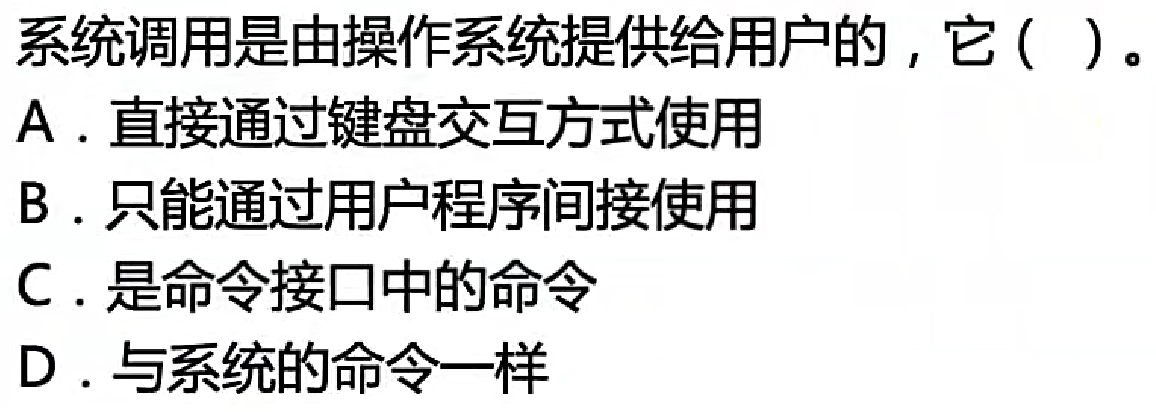 系统调用是由操作系统提供给用户的，它（ ）。
A．直接通过键盘交互方式使用
B．只能通过用户程序间接使用
C．是命令接口中的命令
D．与系统的命令一样